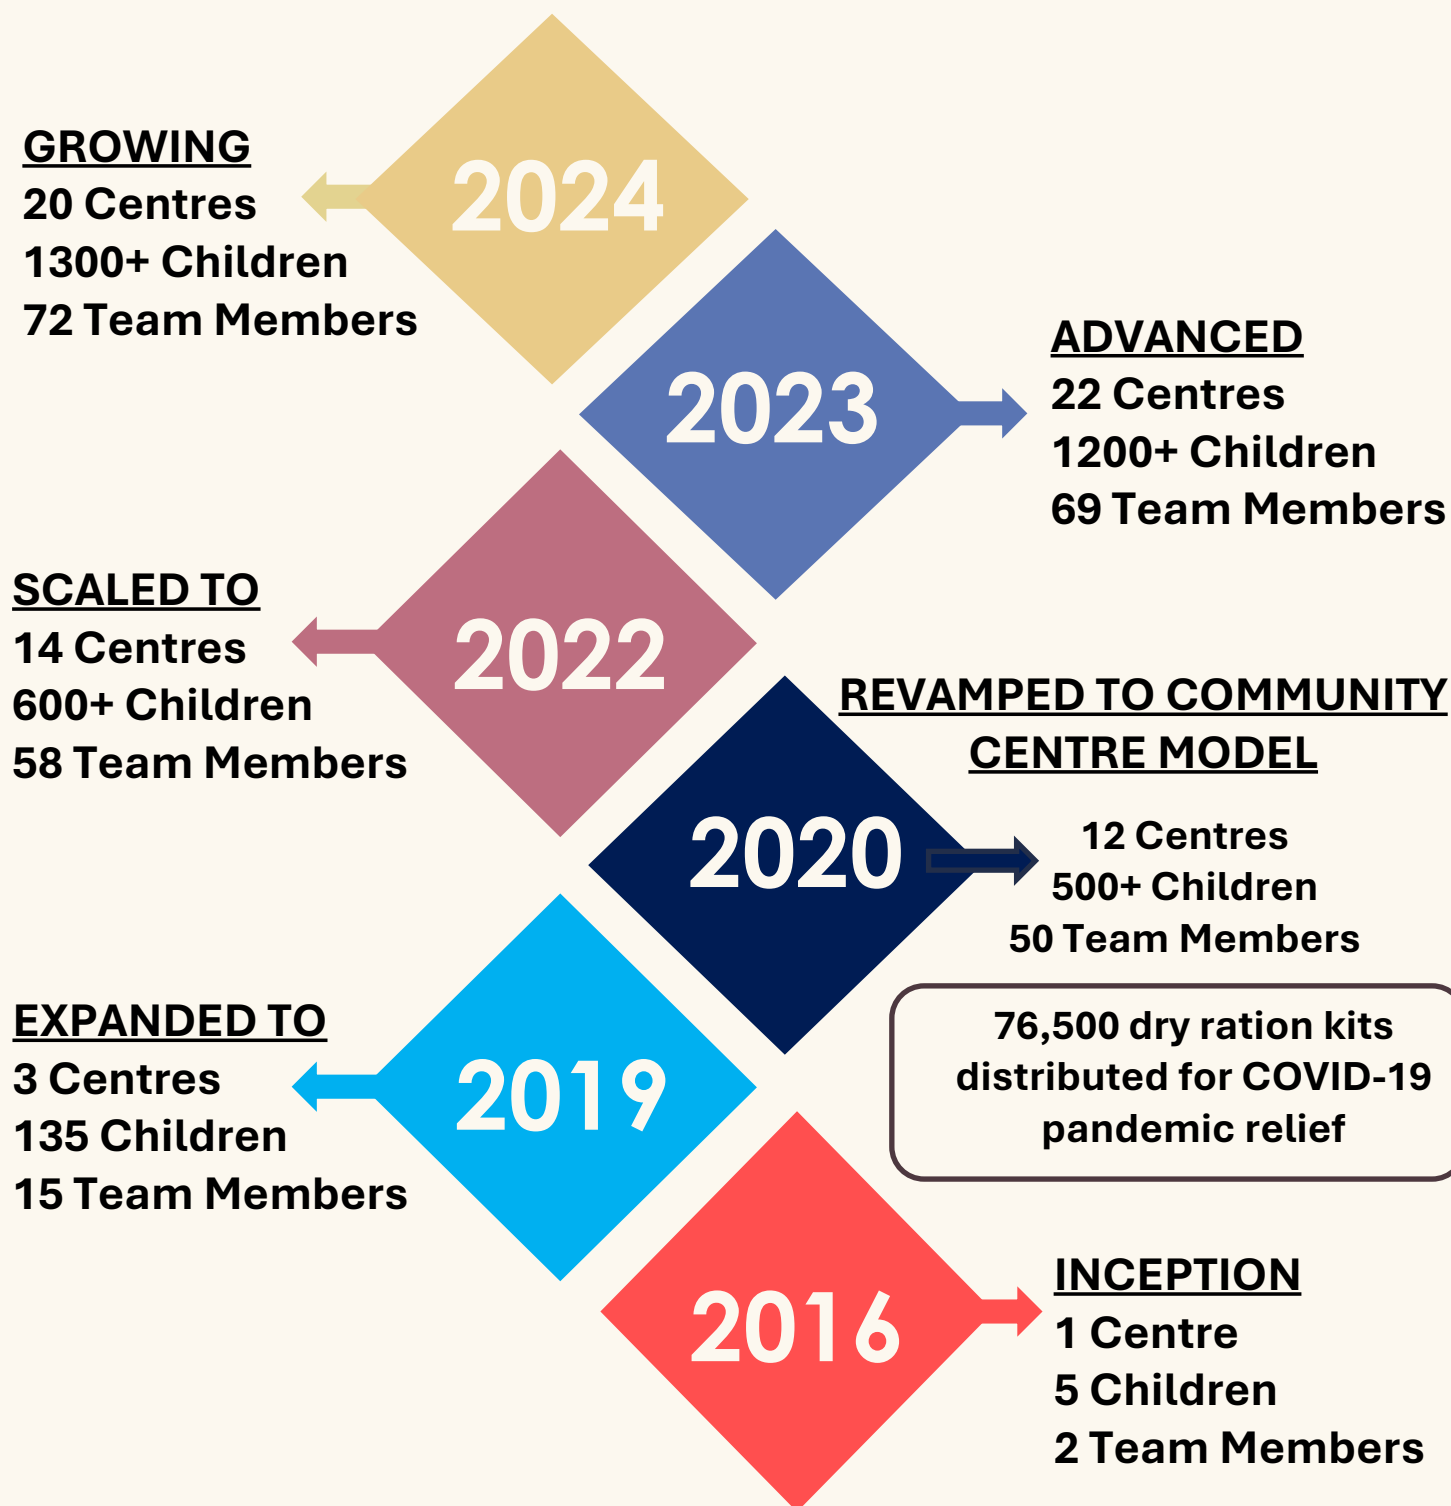 2024
GROWING
20 Centres
1300+ Children
72 Team Members
2023
ADVANCED
22 Centres
1200+ Children
69 Team Members
2022
SCALED TO
14 Centres
600+ Children
58 Team Members
2020
REVAMPED TO COMMUNITY
CENTRE MODEL
12 Centres
500+ Children
50 Team Members
76,500 dry ration kits
distributed for COVID-19
pandemic relief
2019
EXPANDED TO
3 Centres
135 Children
15 Team Members
2016
INCEPTION
1 Centre
5 Children
2 Team Members